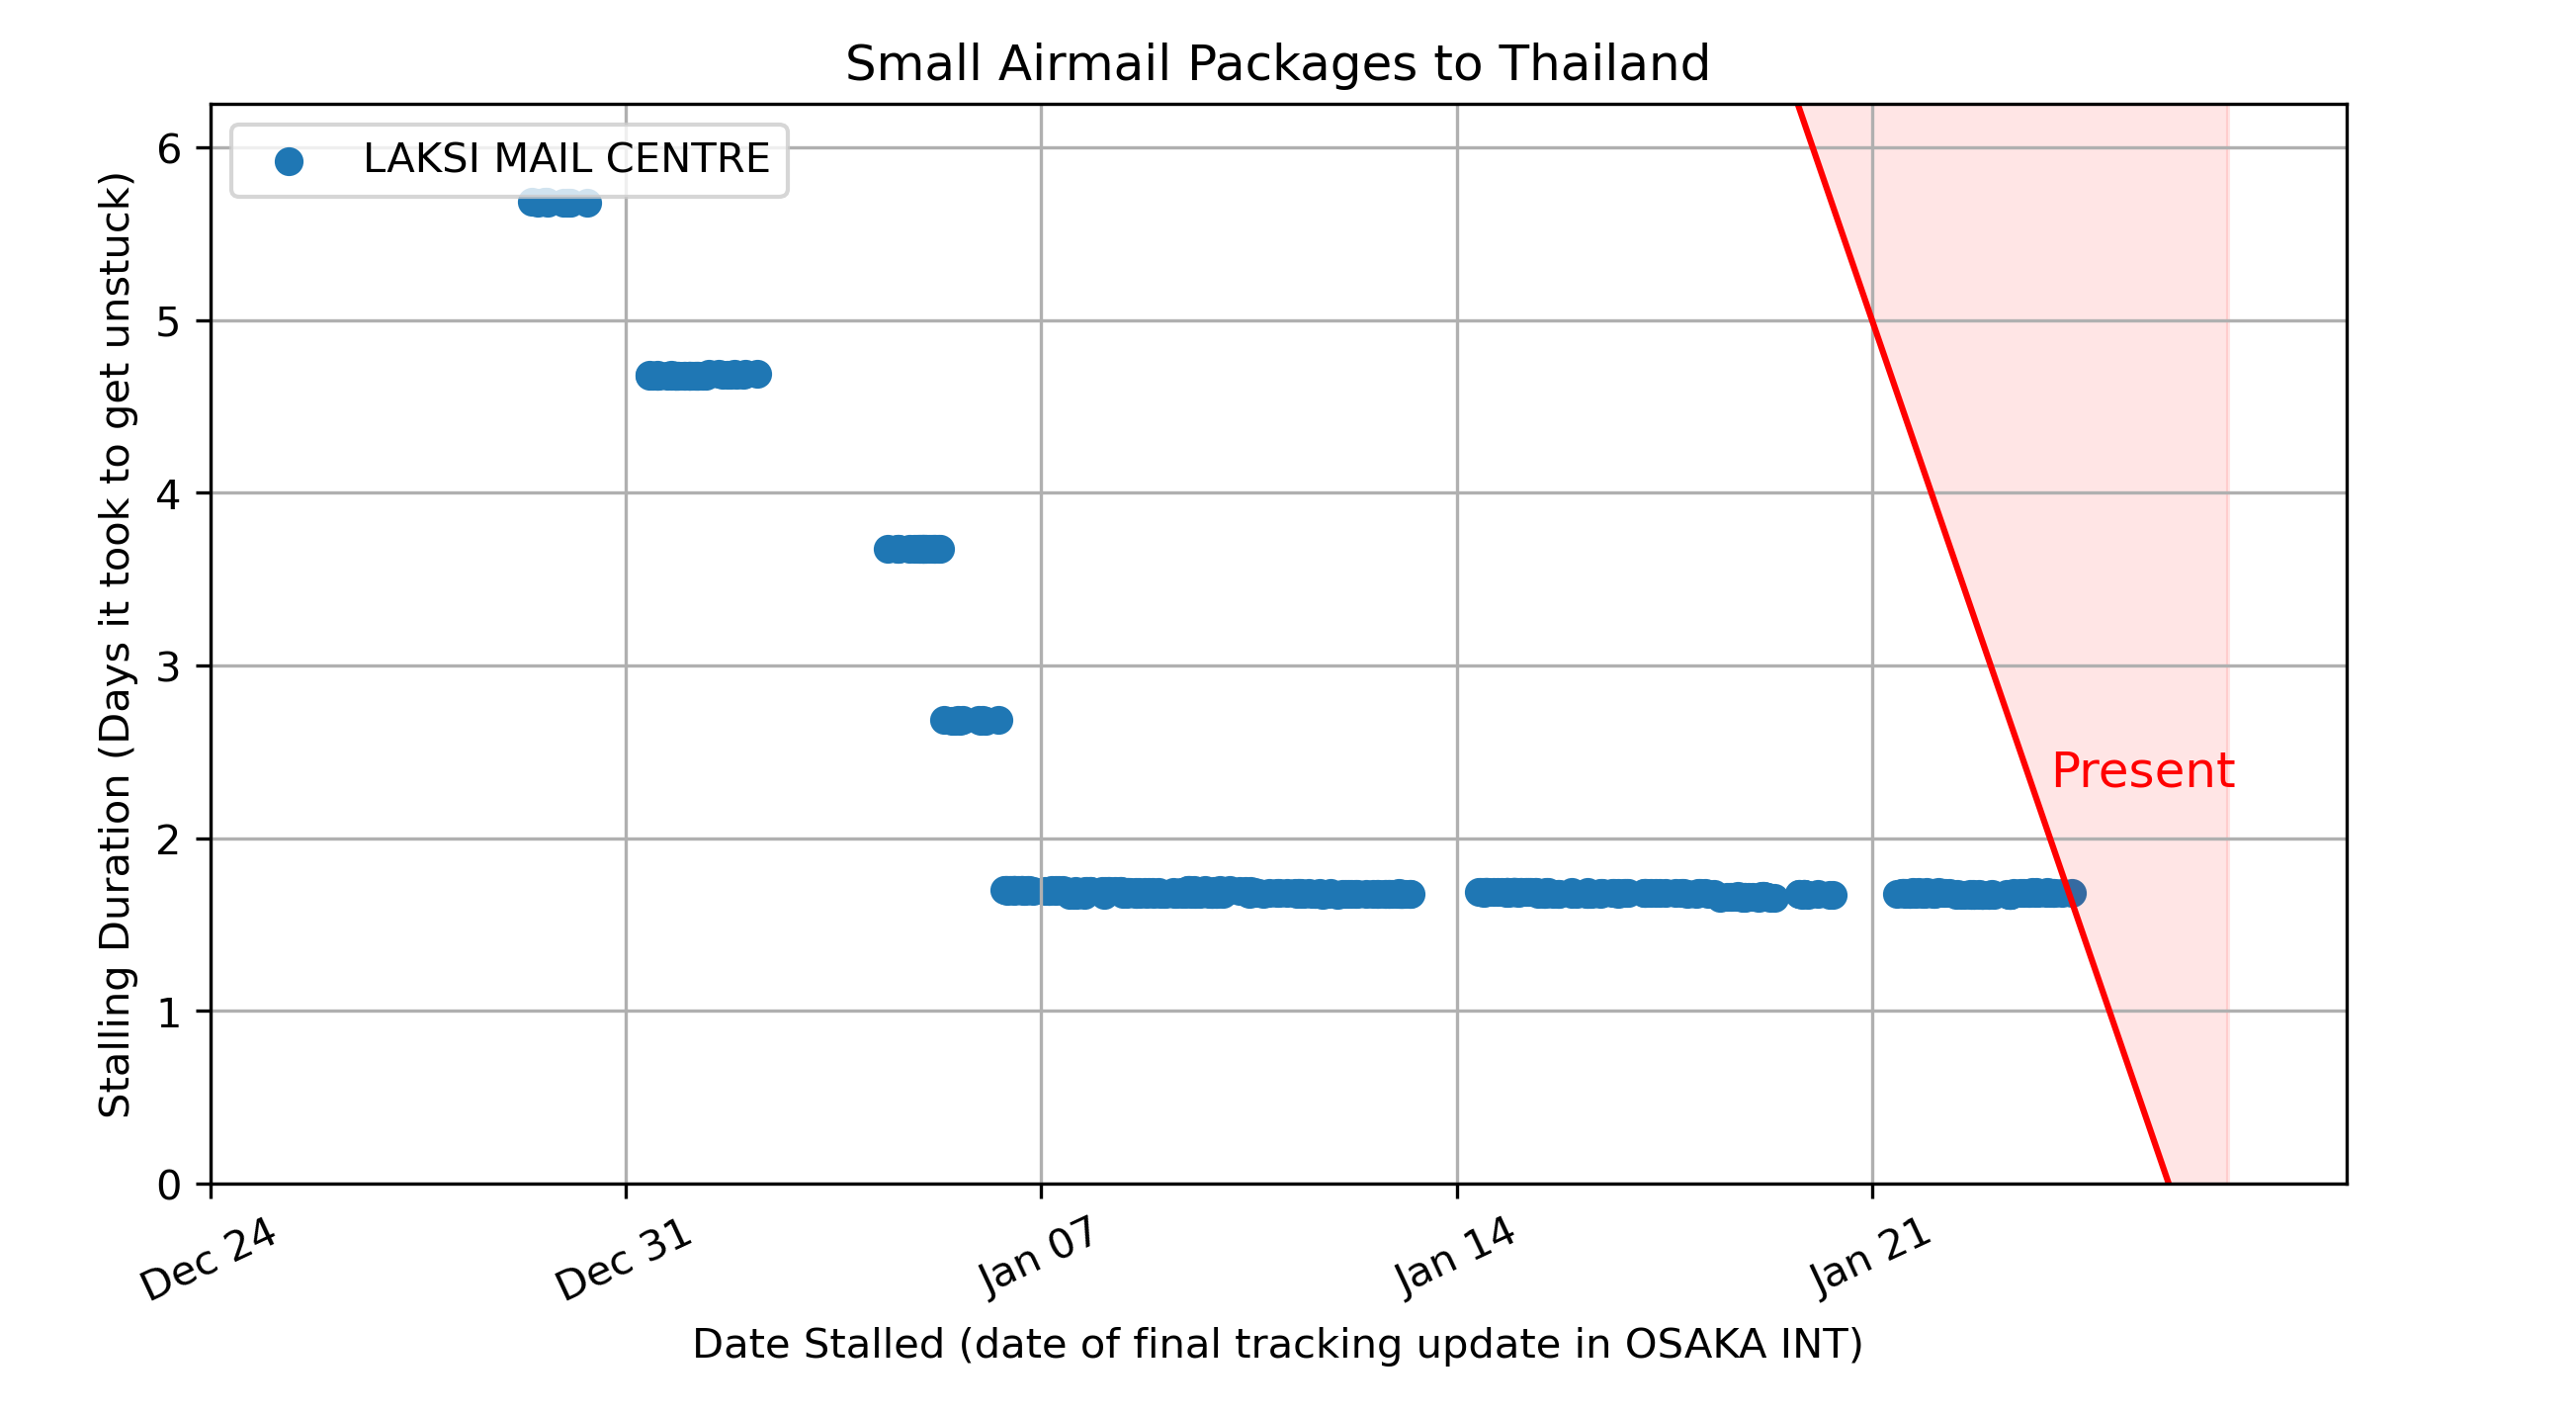 Small Airmail Packages to Thailand
LAKSI MAIL CENTRE
6
5
4
3
2
1
0
Stalling Duration (Days it took to get unstuck)
Present
Dec 24
Dec 31
Jan 07
Jan 14
Jan 21
Date Stalled (date of final tracking update in OSAKA INT)